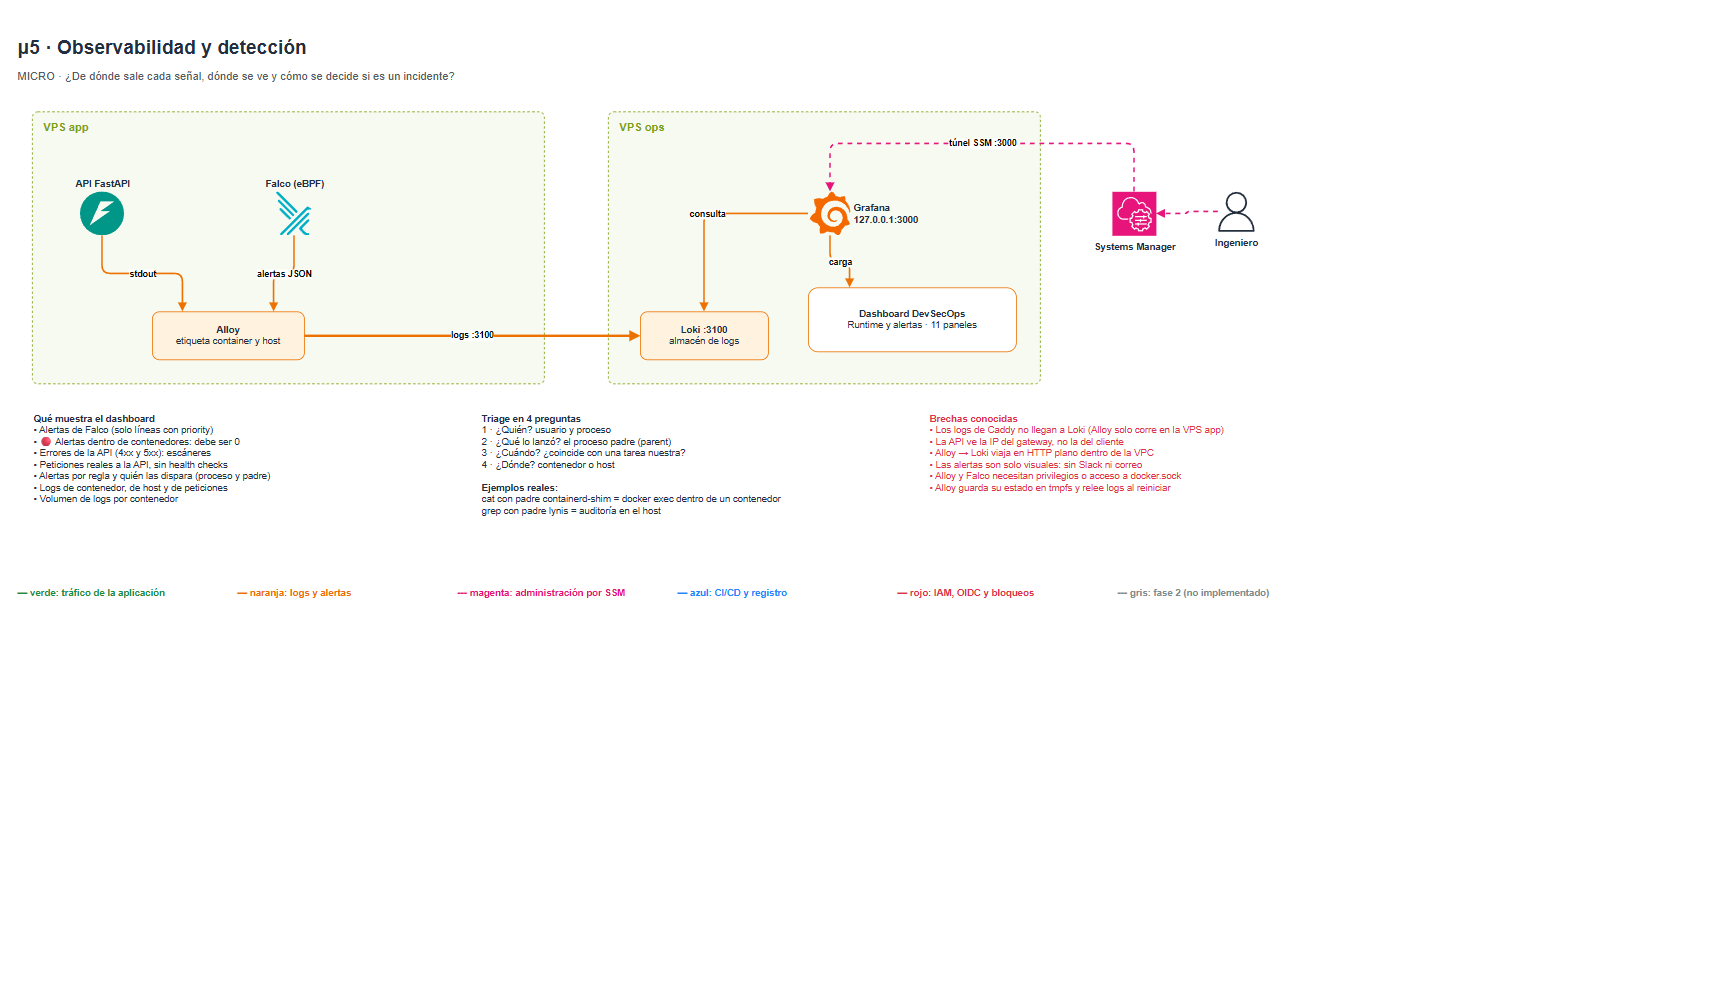 μ5 · Observabilidad y detección
MICRO · ¿De dónde sale cada señal, dónde se ve y cómo se decide si es un incidente?
VPS app
VPS ops
túnel SSM :3000
API FastAPI
Falco (eBPF)
consulta
Grafana
127.0.0.1:3000
Systems Manager
Ingeniero
stdout
alertas JSON
carga
Alloy
etiqueta container y host
logs :3100
Loki :3100
almacén de logs
Dashboard DevSecOps
Runtime y alertas · 11 paneles
Qué muestra el dashboard
• Alertas de Falco (solo líneas con priority)
• 🔴 Alertas dentro de contenedores: debe ser 0
• Errores de la API (4xx y 5xx): escáneres
• Peticiones reales a la API, sin health checks
• Alertas por regla y quién las dispara (proceso y padre)
• Logs de contenedor, de host y de peticiones
• Volumen de logs por contenedor
Triage en 4 preguntas
1 · ¿Quién? usuario y proceso
2 · ¿Qué lo lanzó? el proceso padre (parent)
3 · ¿Cuándo? ¿coincide con una tarea nuestra?
4 · ¿Dónde? contenedor o host
Ejemplos reales:
cat con padre containerd-shim = docker exec dentro de un contenedor
grep con padre lynis = auditoría en el host
Brechas conocidas
• Los logs de Caddy no llegan a Loki (Alloy solo corre en la VPS app)
• La API ve la IP del gateway, no la del cliente
• Alloy → Loki viaja en HTTP plano dentro de la VPC
• Las alertas son solo visuales: sin Slack ni correo
• Alloy y Falco necesitan privilegios o acceso a docker.sock
• Alloy guarda su estado en tmpfs y relee logs al reiniciar
— verde: tráfico de la aplicación
— naranja: logs y alertas
— magenta: administración por SSM
— azul: CI/CD y registro
— rojo: IAM, OIDC y bloqueos
— gris: fase 2 (no implementado)